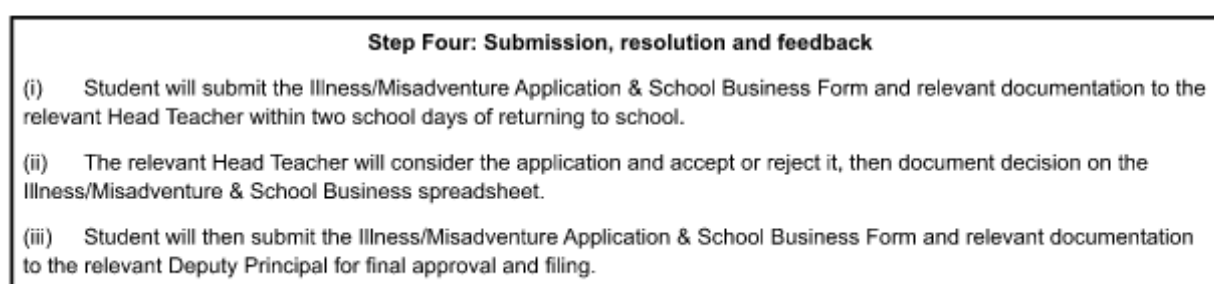 Step Four: Submission, resolution and feedback
(i) Student will submit the Illness/Misadventure Application & School Business Form and relevant documentation to the
relevant Head Teacher within two school days of returning to school.
(ii) The relevant Head Teacher will consider the application and accept or reject it, then document decision on the
Illness/Misadventure & School Business spreadsheet.
(iii) Student will then submit the Illness/Misadventure Application & School Business Form and relevant documentation
to the relevant Deputy Principal for final approval and filing.